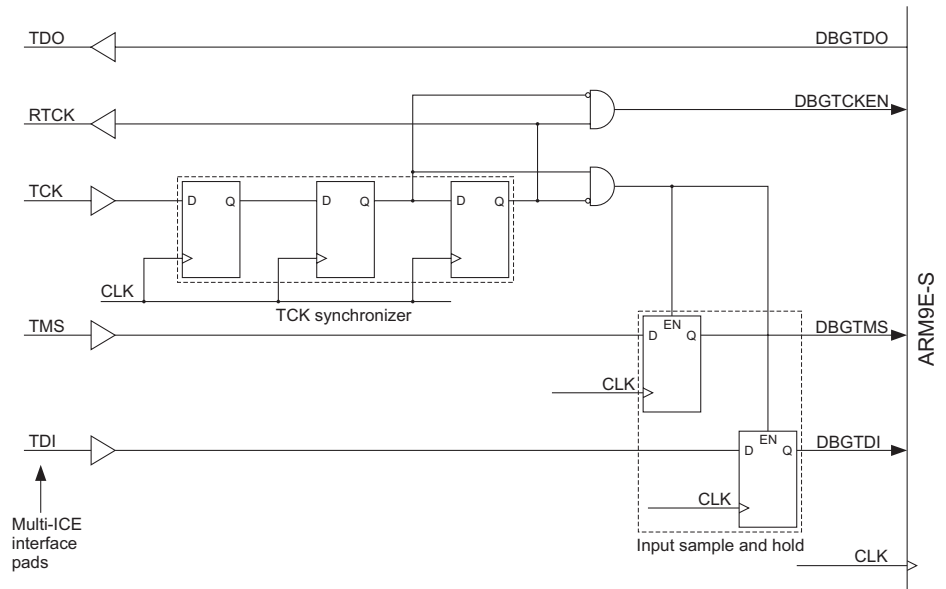 TDO
DBGTDO
RTCK
DBGTCKEN
TCK
D Q
D Q
D Q
CLK
TCK synchronizer
TMS
D EN Q
DBGTMS
CLK
TDI
D EN Q
DBGTDI
CLK
Multi-ICE
interface
pads
Input sample and hold
CLK
ARM9E-S